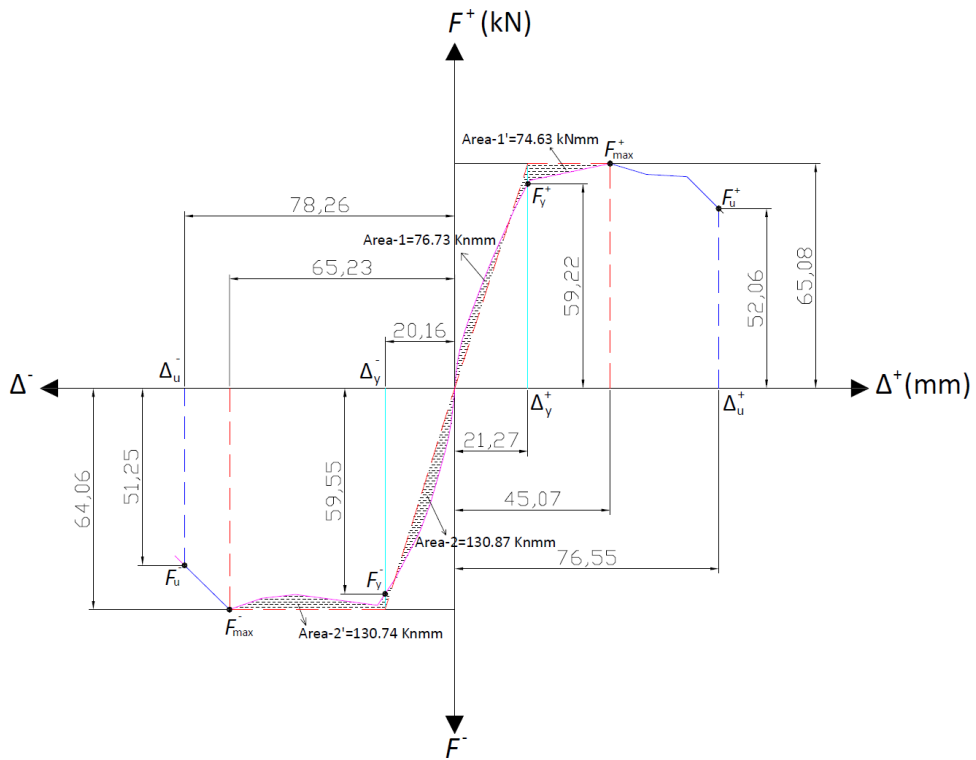 F⁺ (kN)
Area-1'=74.63 kNmm
F⁺max
F⁺y
F⁺u
78,26
Area-1=76.73 Knmm
65,23
59,22
52,06
65,08
20,16
Δ⁻u
Δ⁻y
Δ⁻
Δ⁺ (mm)
Δ⁺y
Δ⁺u
21,27
51,25
64,06
59,55
45,07
Area-2=130.87 Knmm
76,55
F⁻u
F⁻y
F⁻max
Area-2'=130.74 Knmm
F⁻